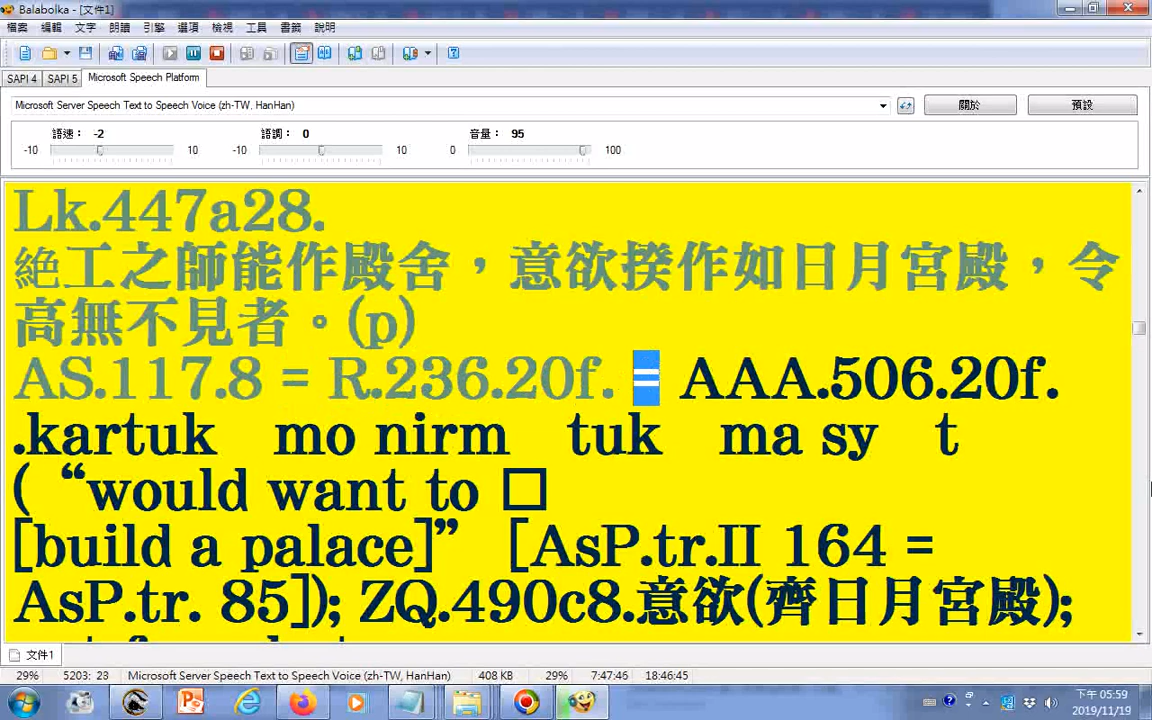 Balabolka - [文件1]
檔案 編輯 文字 朗讀 引擎 選項 檢視 工具 書籤 說明
SAPI 4 SAPI 5 Microsoft Speech Platform
Microsoft Server Speech Text to Speech Voice (zh-TW, HanHan) 關於 預設
語速： -2 語調： 0 音量： 95
-10 10 -10 10 0 100
Lk.447a28.
絕工之師能作殿舍，意欲揆作如日月宮殿，令
高無不見者。(p)
AS.117.8 = R.236.20f. = AAA.506.20f.
.kartuk mo nirm tuk ma sy t
( “would want to □
[build a palace]” [AsP.tr.II 164 =
AsP.tr. 85]); ZQ.490c8.意欲(齊日月宮殿);
文件1
29% 5203: 23 Microsoft Server Speech Text to Speech Voice (zh-TW, HanHan) 408 KB 29% 7:47:46 18:46:45
下午 05:59
2019/11/19